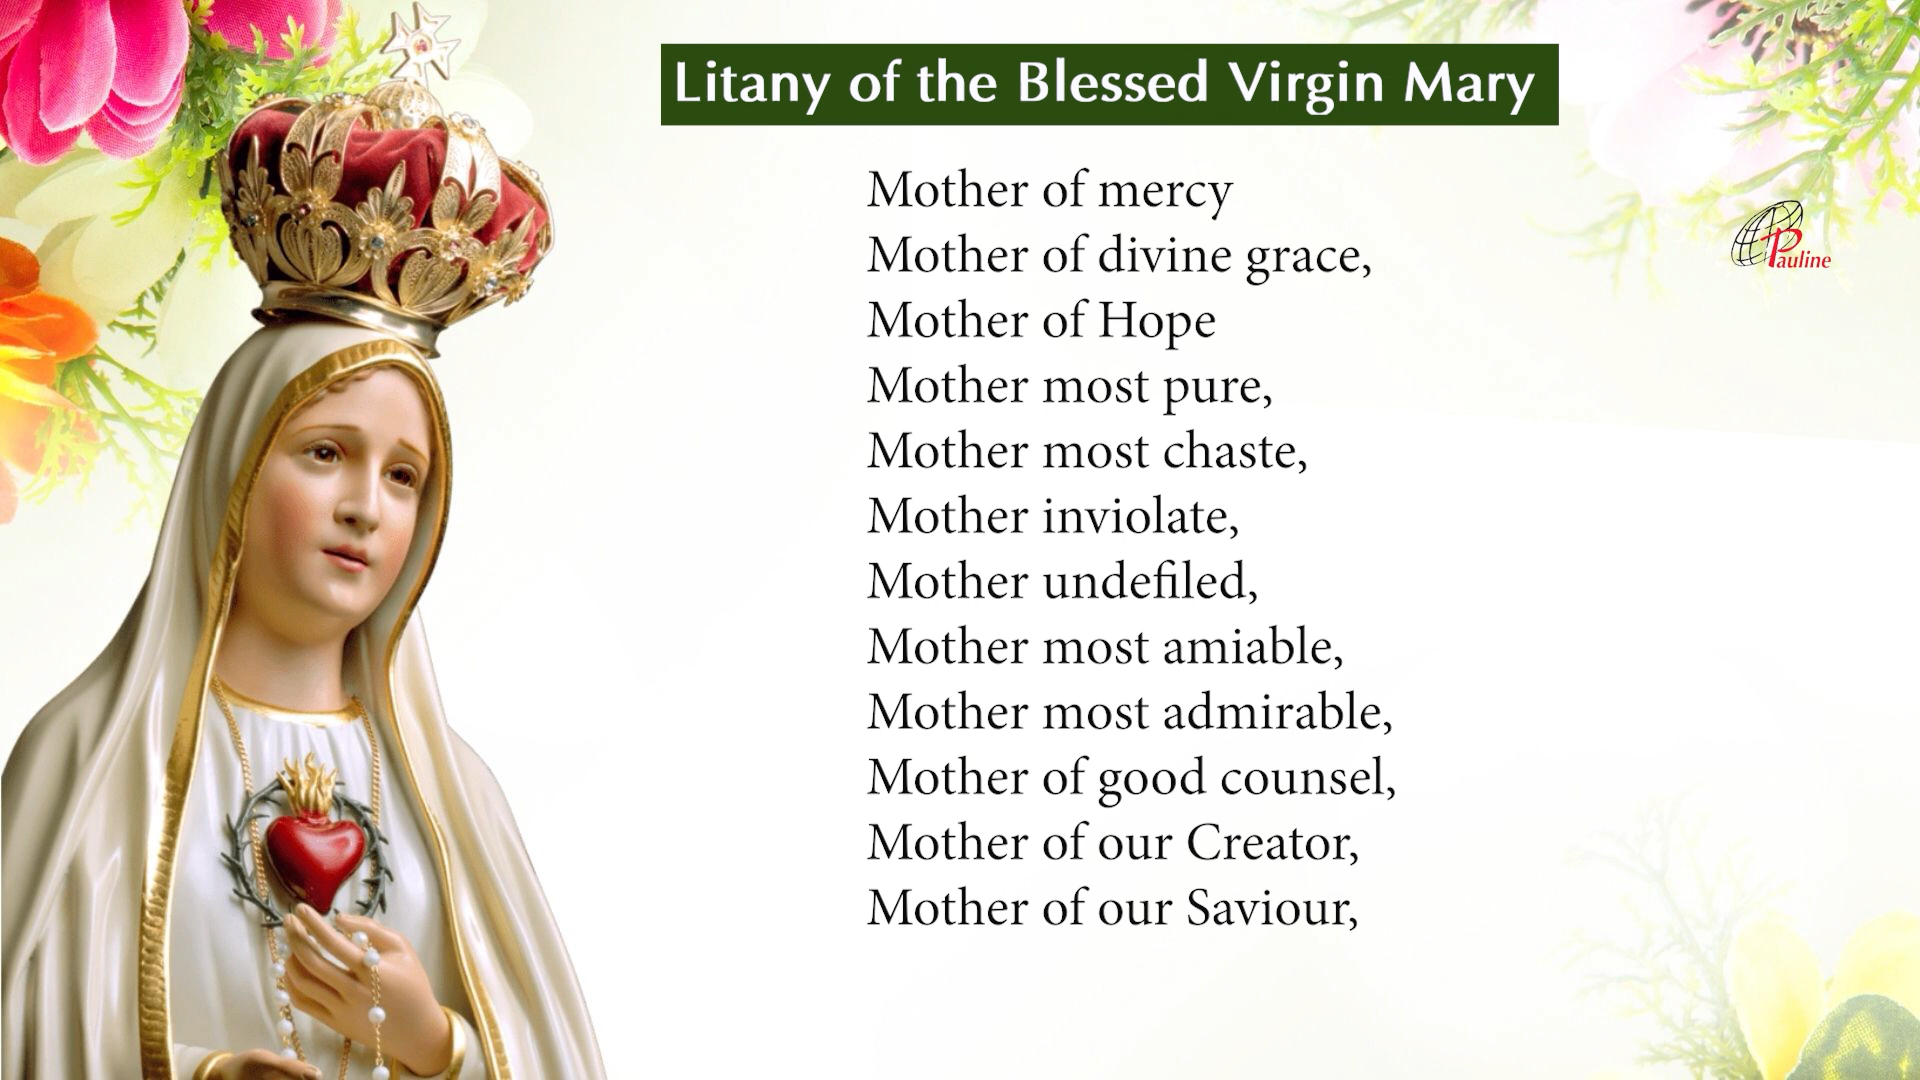 Litany of the Blessed Virgin Mary
Mother of mercy
Mother of divine grace,
Mother of Hope
Mother most pure,
Mother most chaste,
Mother inviolate,
Mother undefiled,
Mother most amiable,
Mother most admirable,
Mother of good counsel,
Mother of our Creator,
Mother of our Saviour,
Pauline